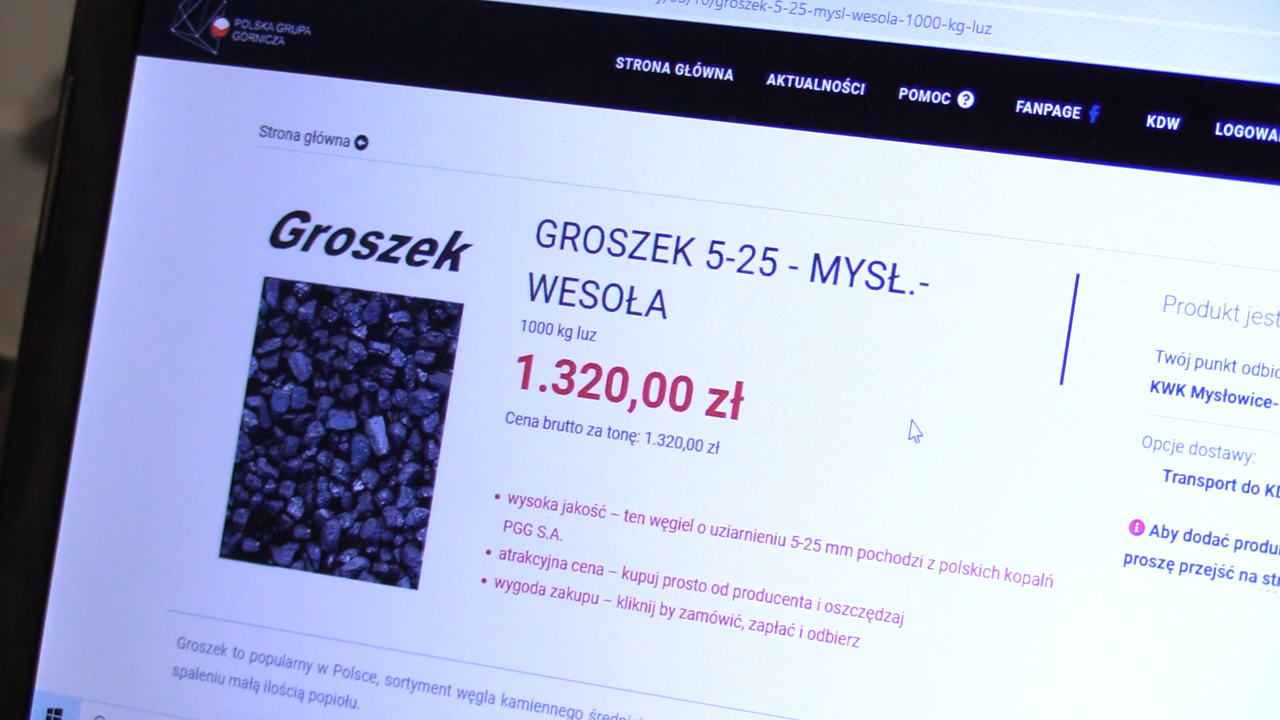 groszek-5-25-mysl-wesola-1000-kg-luz
POLSKA GRUPA
GÓRNICZA
STRONA GŁÓWNA
AKTUALNOŚCI
POMOC ?
FANPAGE f
KDW
Strona główna
Groszek
GROSZEK 5-25 - MYSŁ.-
WESOŁA
1000 kg luz
1.320,00 zł
Cena brutto za tonę: 1.320,00 zł
• wysoka jakość – ten węgiel o uziarnieniu 5-25 mm pochodzi z polskich kopalń
PGG S.A.
• atrakcyjna cena – kupuj prosto od producenta i oszczędzaj
• wygoda zakupu – kliknij by zamówić, zapłać i odbierz
Produkt jest
Twój punkt
KWK Mysłowice-
Opcje dostawy:
Transport do
Aby dodać
proszę przejść na
Groszek to popularny w Polsce, sortyment węgla kamiennego
spaleniu małą ilością popiołu.